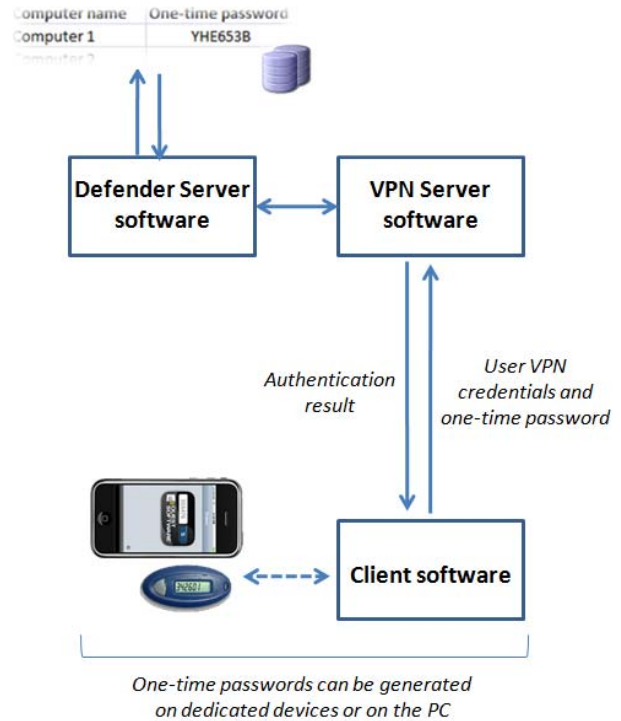 Computer name One-time password
Computer 1 YHE653B
Computer 2
Defender Server
software
VPN Server
software
Authentication
result
User VPN
credentials and
one-time password
Client software
One-time passwords can be generated
on dedicated devices or on the PC